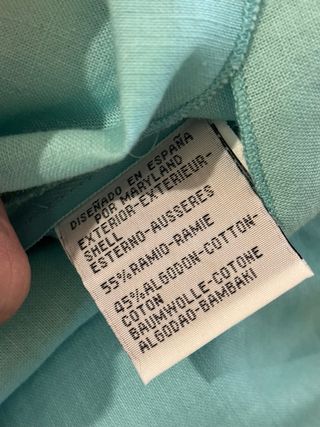 DISEÑADO EN ESPAÑA
POR MARYLAND
EXTERIOR-EXTERIEUR-
SHELL
ESTERNO-AUSSERES
55%RAMIO-RAMIE
45%ALGODON-COTTON-
COTON
BAUMWOLLE-COTONE
ALGODAO-BAMBAKI